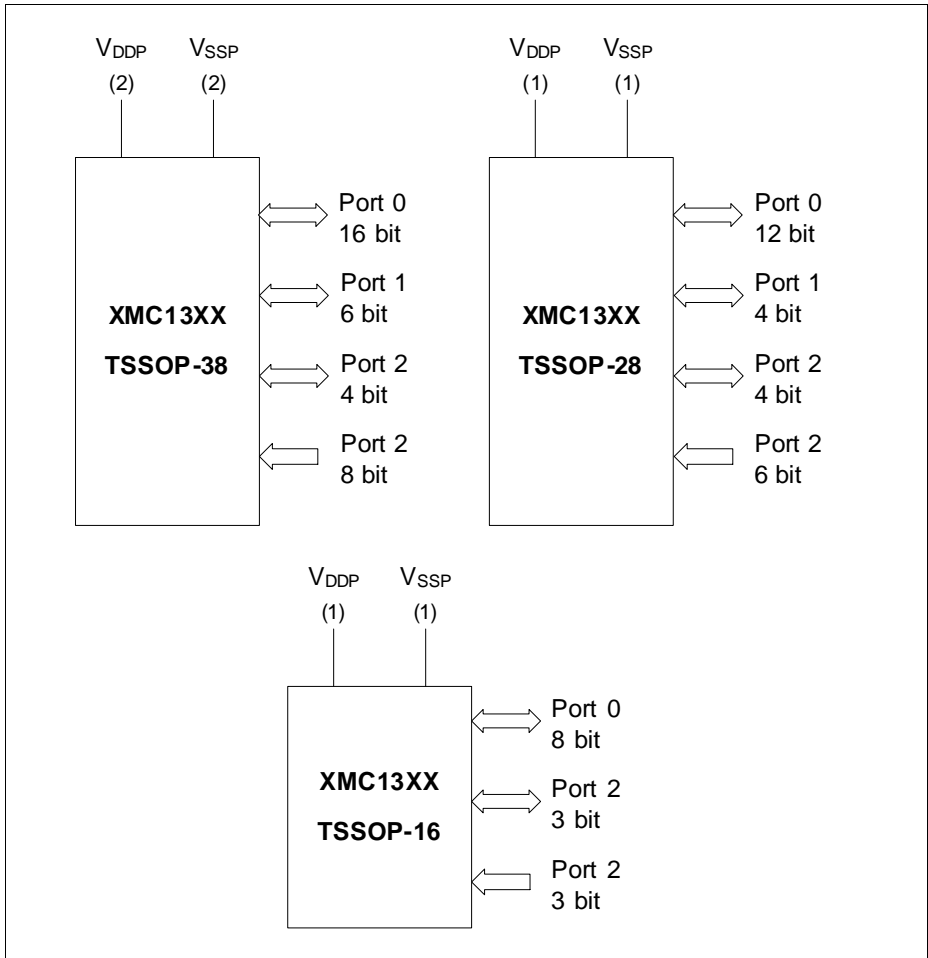 VDDP VSSP
(2) (2)
XMC13XX
TSSOP-38
Port 0
16 bit
Port 1
6 bit
Port 2
4 bit
Port 2
8 bit
VDDP VSSP
(1) (1)
XMC13XX
TSSOP-28
Port 0
12 bit
Port 1
4 bit
Port 2
4 bit
Port 2
6 bit
VDDP VSSP
(1) (1)
XMC13XX
TSSOP-16
Port 0
8 bit
Port 2
3 bit
Port 2
3 bit